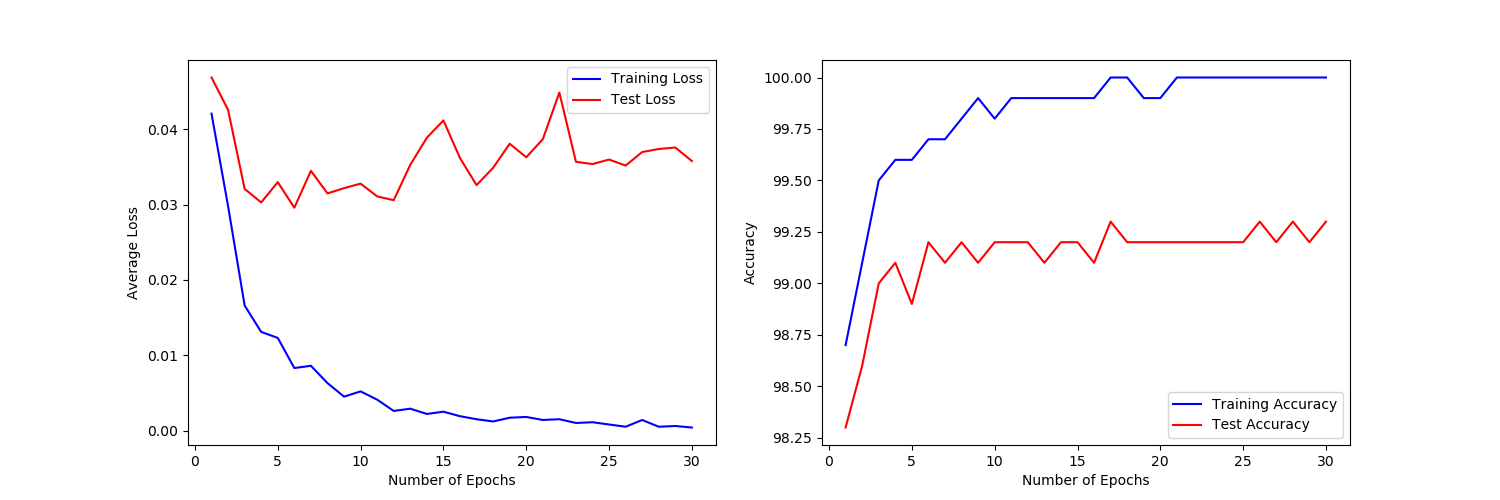 Training Loss
Test Loss
0.04
0.03
0.02
0.01
0.00
Average Loss
0 5 10 15 20 25 30
Number of Epochs
100.00
99.75
99.50
99.25
99.00
98.75
98.50
98.25
Accuracy
Training Accuracy
Test Accuracy
0 5 10 15 20 25 30
Number of Epochs